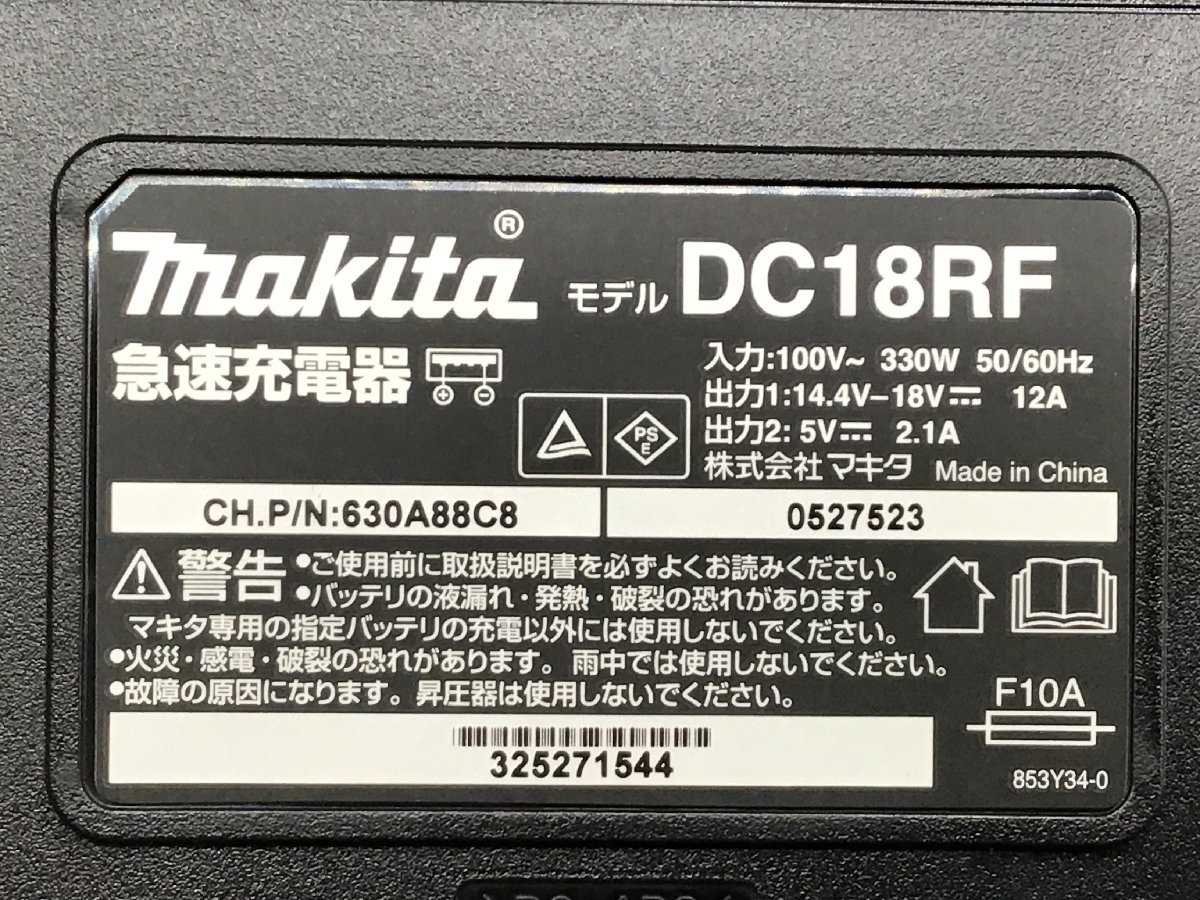 makita®
モデル DC18RF
急速充電器
入力:100V~ 330W 50/60Hz
出力1:14.4V–18V⎓ 12A
出力2: 5V⎓ 2.1A
PS
E
株式会社マキタ Made in China
CH.P/N:630A88C8
0527523
警告 •ご使用前に取扱説明書を必ずよくお読みください。
•バッテリの液漏れ・発熱・破裂の恐れがあります。
マキタ専用の指定バッテリの充電以外には使用しないでください。
•火災・感電・破裂の恐れがあります。雨中では使用しないでください。
•故障の原因になります。昇圧器は使用しないでください。
F10A
325271544
853Y34-0